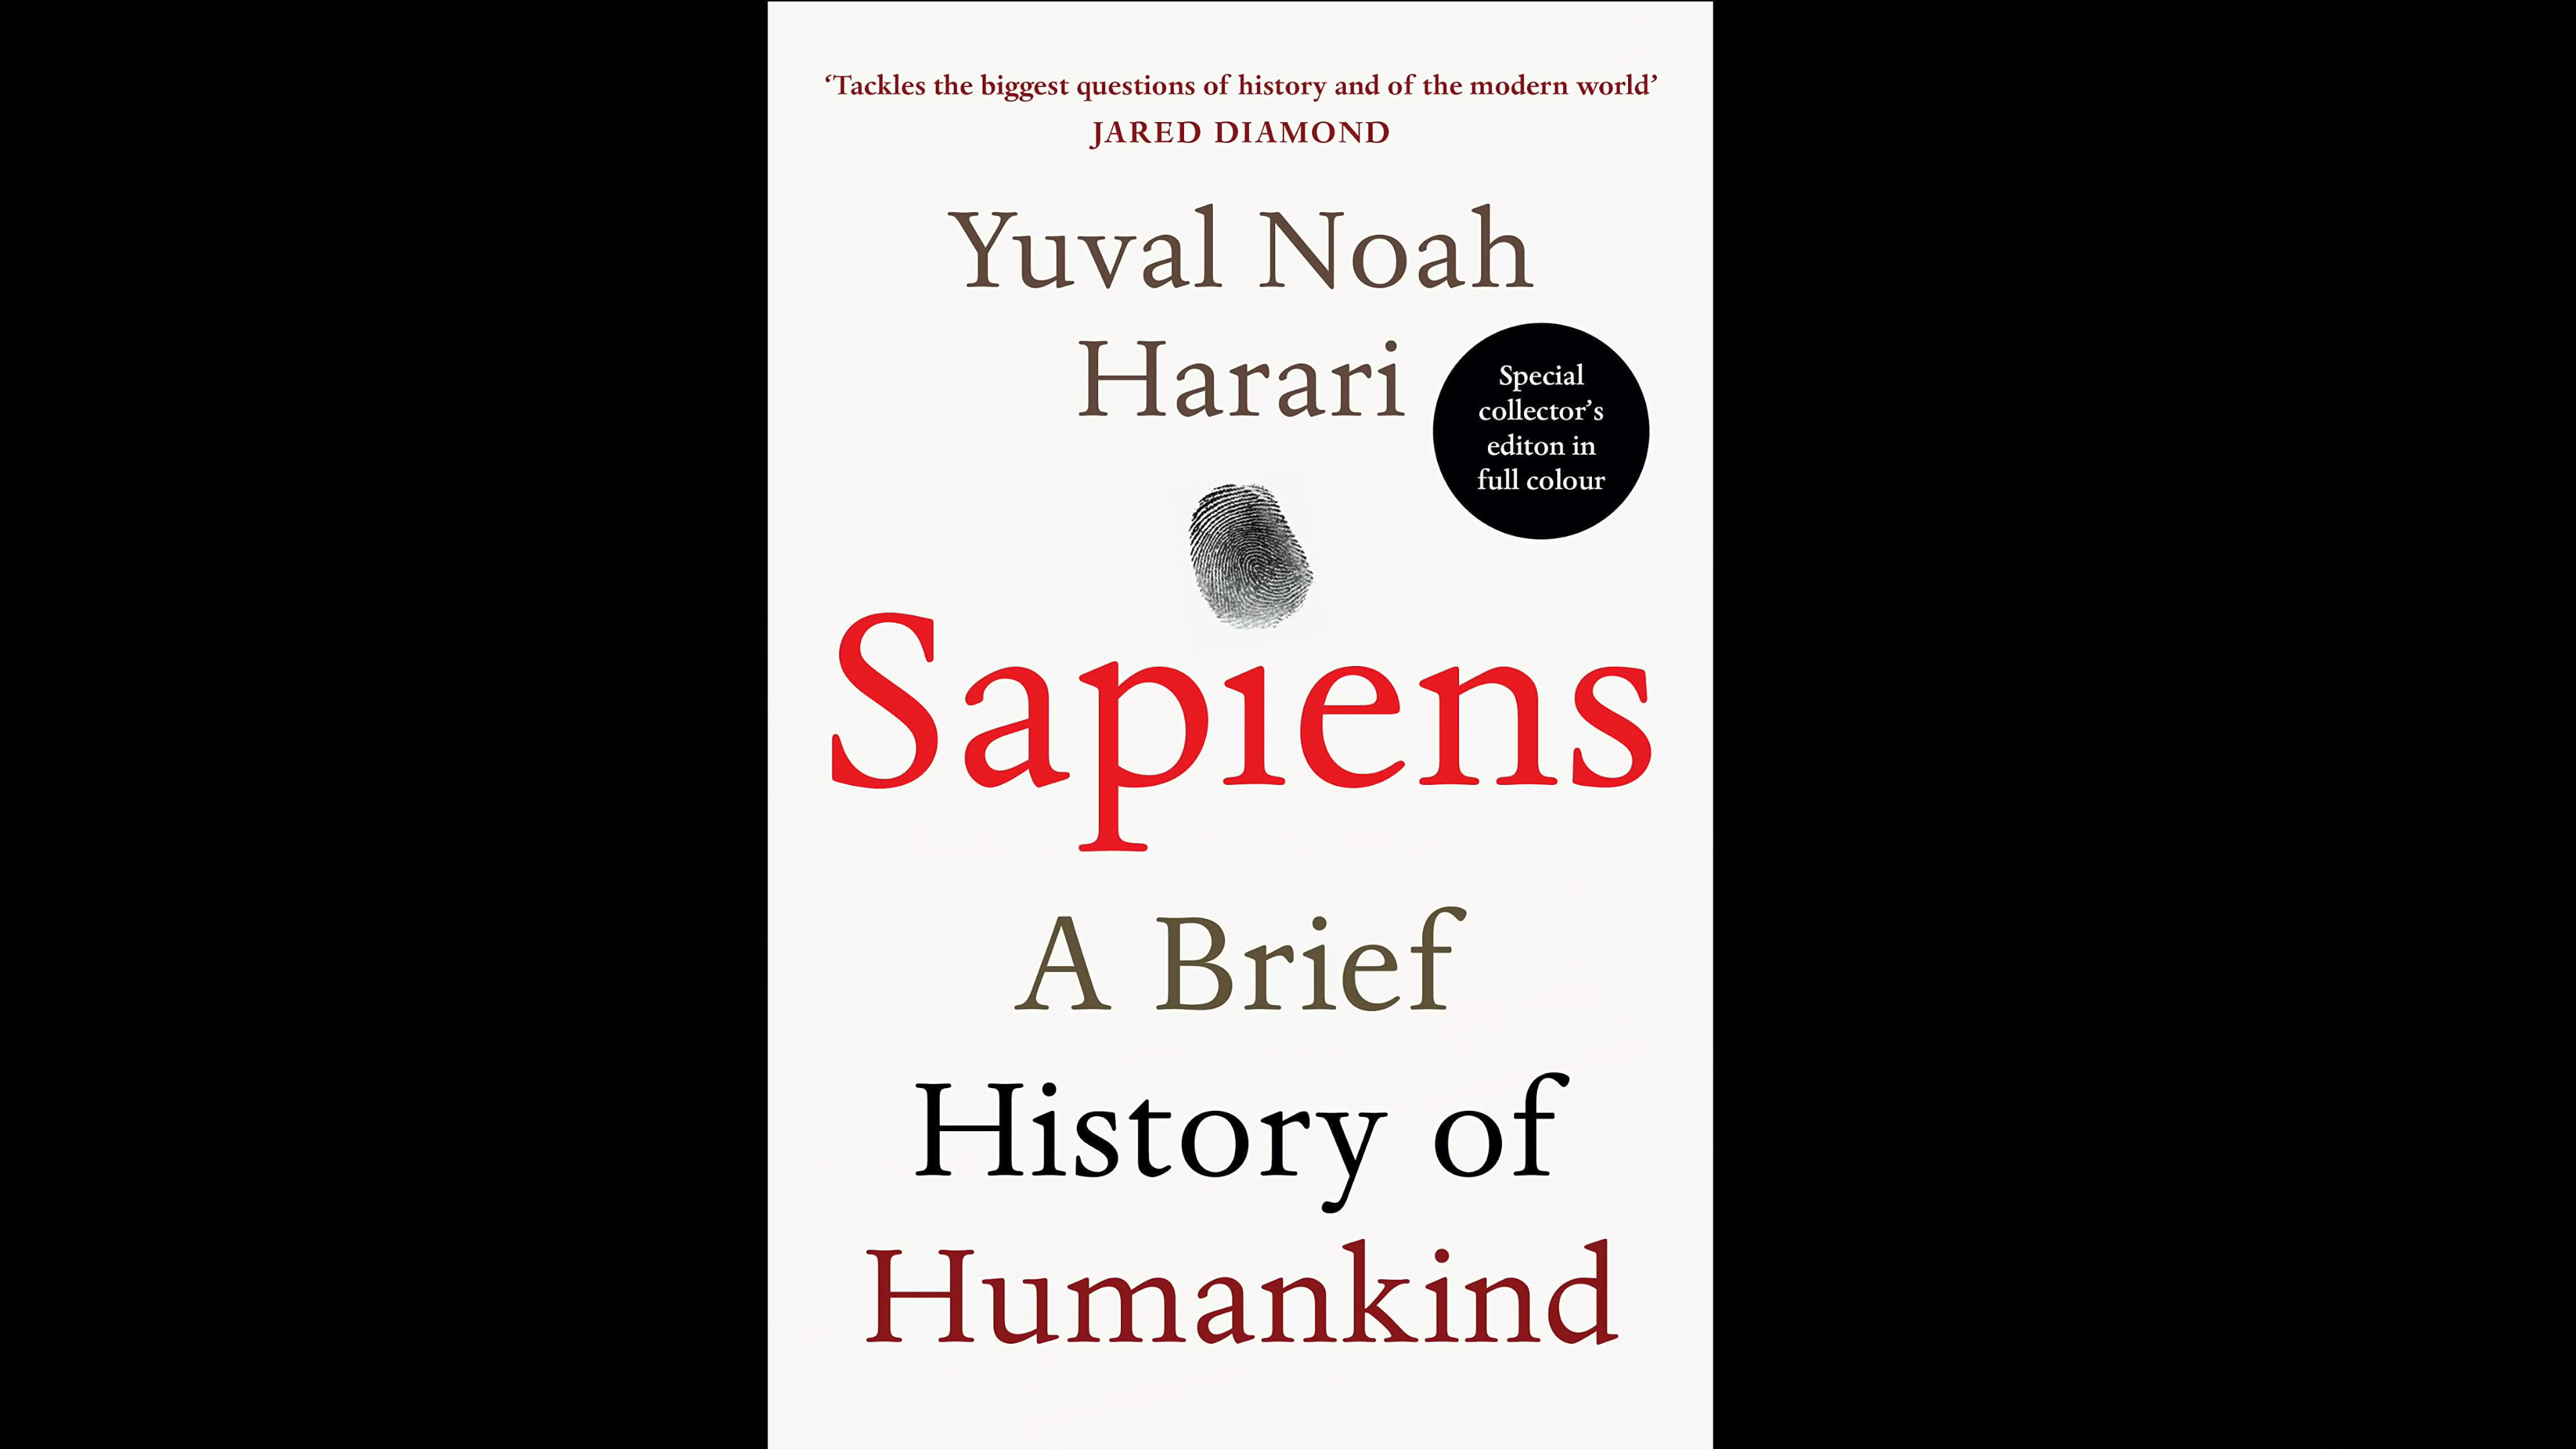 ‘Tackles the biggest questions of history and of the modern world’
JARED DIAMOND
Yuval Noah
Harari
Special
collector’s
editon in
full colour
Sapiens
A Brief
History of
Humankind